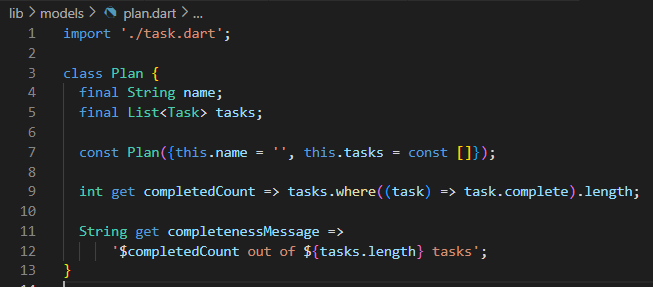 lib > models > plan.dart > ...
1 import './task.dart';
2
3 class Plan {
4 final String name;
5 final List<Task> tasks;
6
7 const Plan({this.name = '', this.tasks = const []});
8
9 int get completedCount => tasks.where((task) => task.complete).length;
10
11 String get completenessMessage =>
12 '$completedCount out of ${tasks.length} tasks';
13 }
14